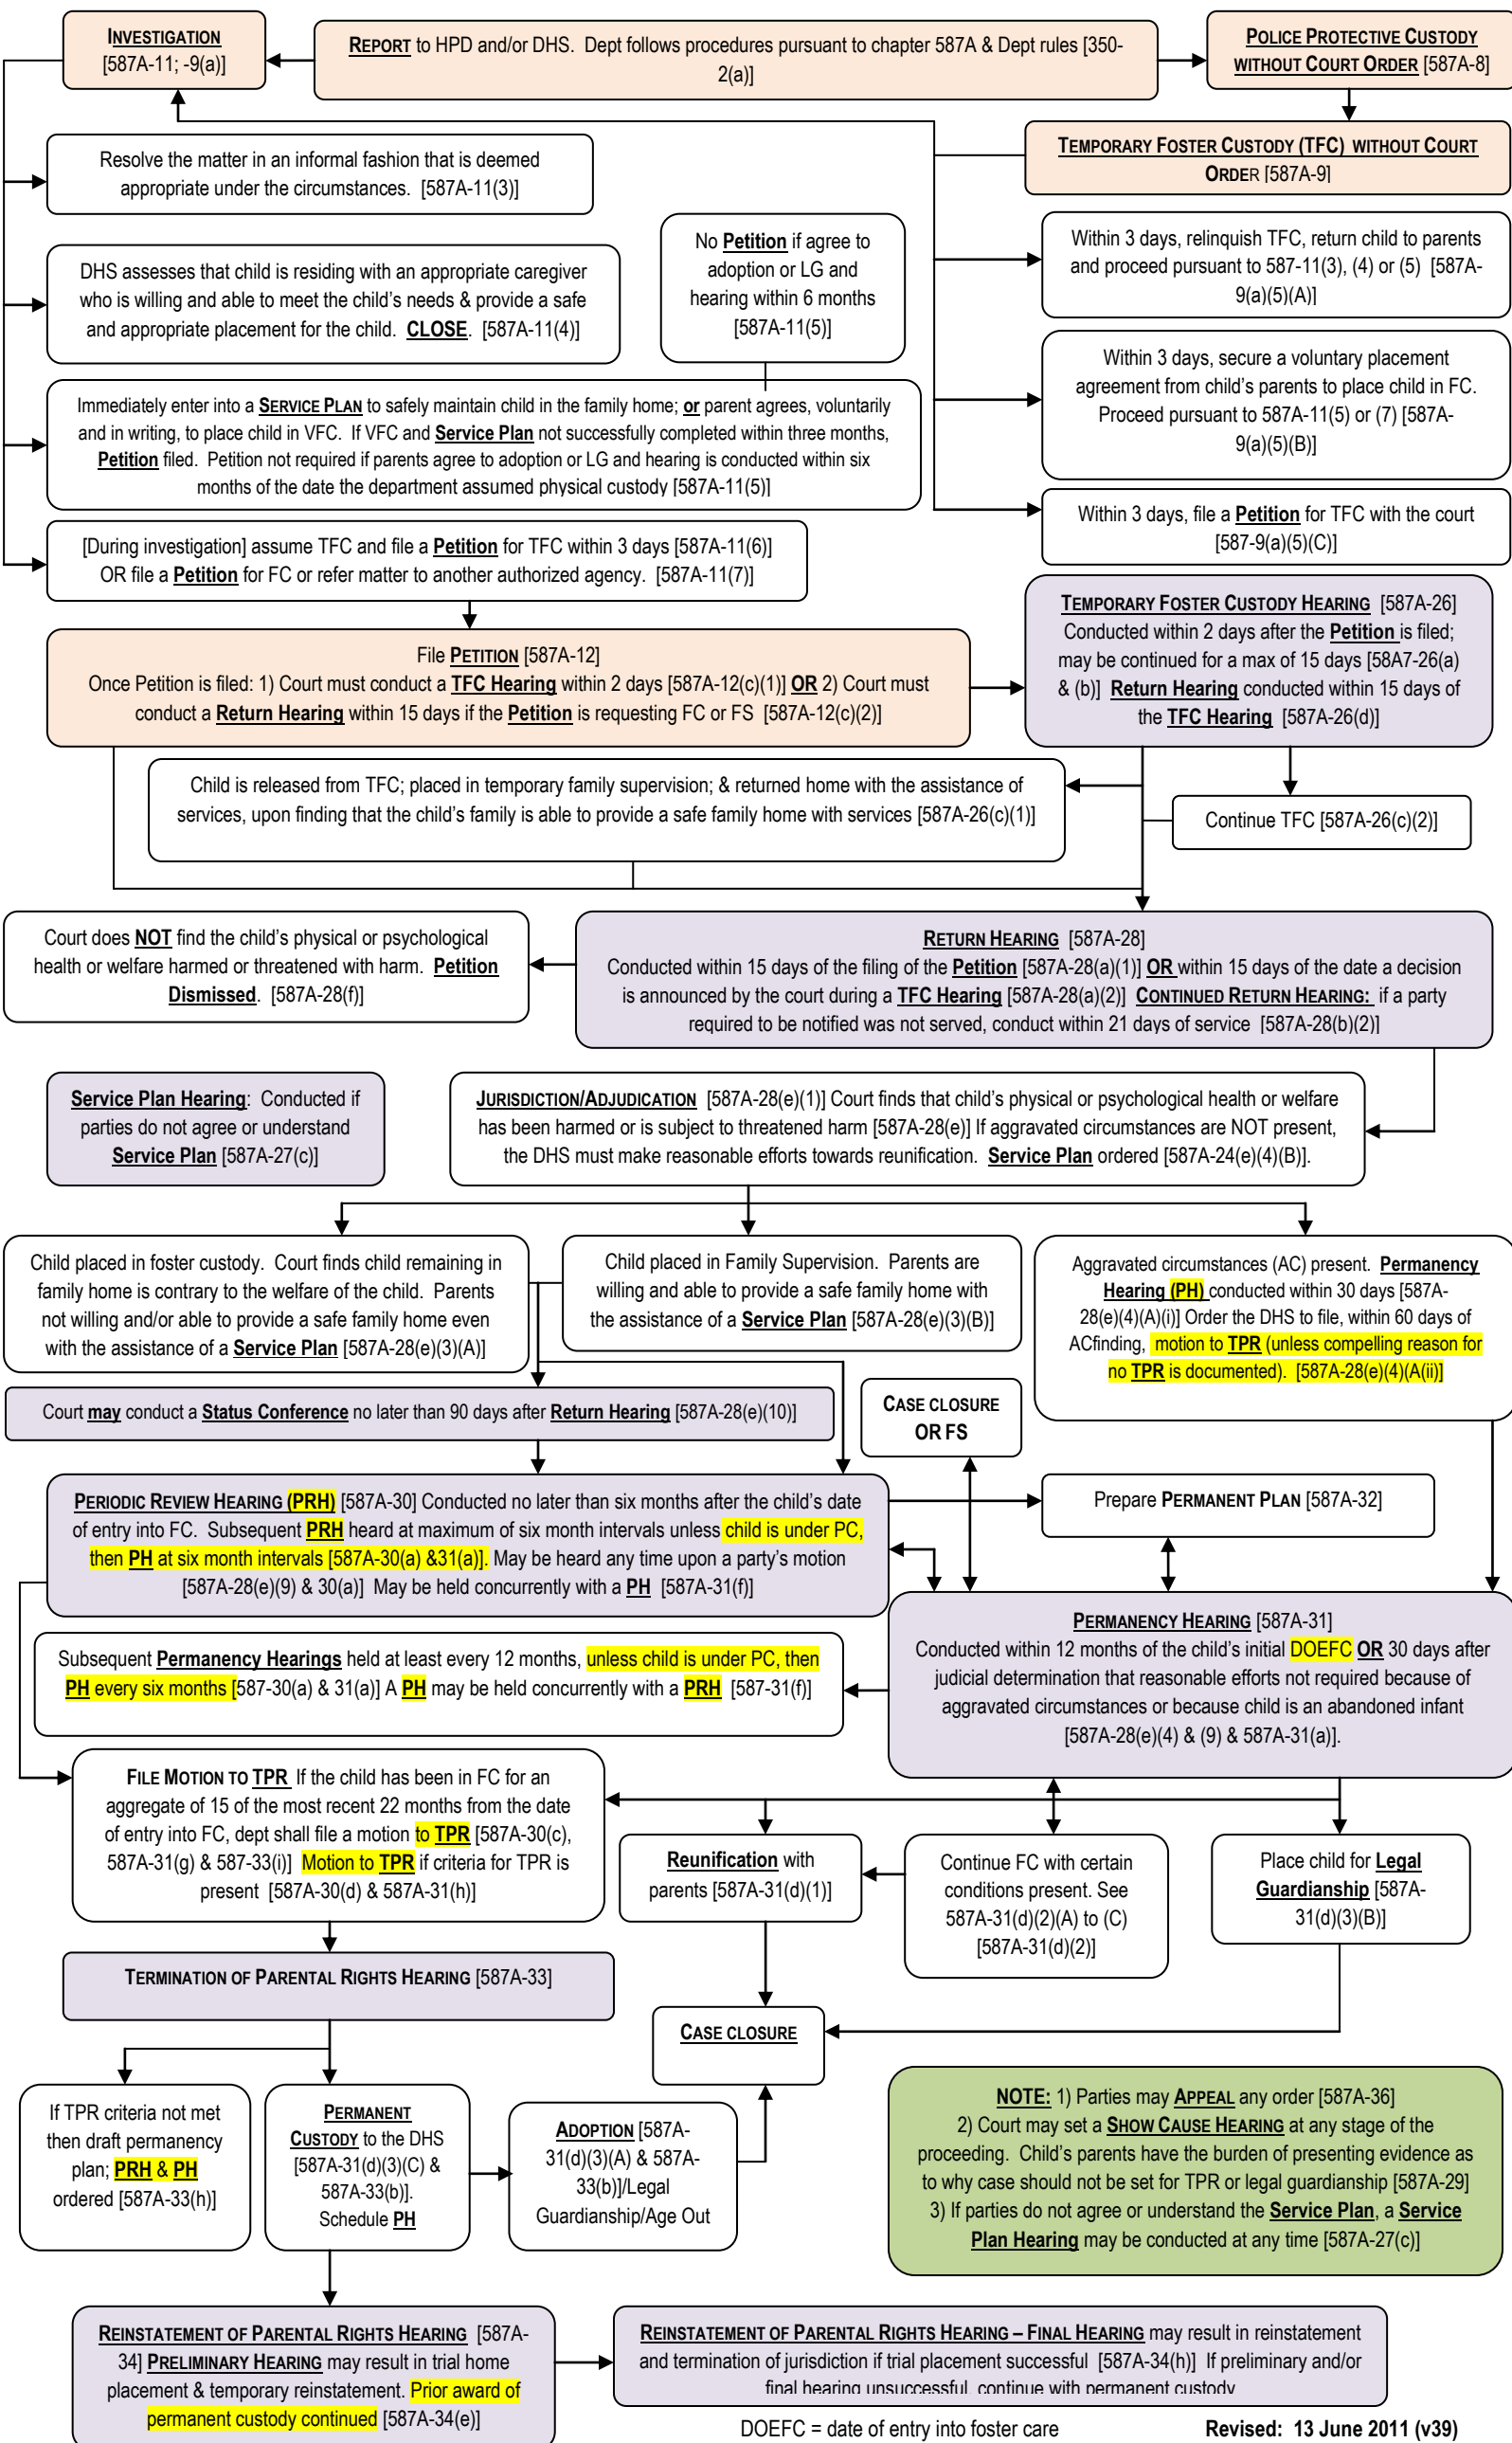 INVESTIGATION
[587A-11; -9(a)]
REPORT to HPD and/or DHS. Dept follows procedures pursuant to chapter 587A & Dept rules [350-
2(a)]
POLICE PROTECTIVE CUSTODY
WITHOUT COURT ORDER [587A-8]
TEMPORARY FOSTER CUSTODY (TFC) WITHOUT COURT
ORDER [587A-9]
Resolve the matter in an informal fashion that is deemed
appropriate under the circumstances. [587A-11(3)]
No Petition if agree to
adoption or LG and
hearing within 6 months
[587A-11(5)]
Within 3 days, relinquish TFC, return child to parents
and proceed pursuant to 587-11(3), (4) or (5) [587A-
9(a)(5)(A)]
DHS assesses that child is residing with an appropriate caregiver
who is willing and able to meet the child's needs & provide a safe
and appropriate placement for the child. CLOSE. [587A-11(4)]
Within 3 days, secure a voluntary placement
agreement from child's parents to place child in FC.
Proceed pursuant to 587A-11(5) or (7) [587A-
9(a)(5)(B)]
Immediately enter into a SERVICE PLAN to safely maintain child in the family home; or parent agrees, voluntarily
and in writing, to place child in VFC. If VFC and Service Plan not successfully completed within three months,
Petition filed. Petition not required if parents agree to adoption or LG and hearing is conducted within six
months of the date the department assumed physical custody [587A-11(5)]
Within 3 days, file a Petition for TFC with the court
[587-9(a)(5)(C)]
[During investigation] assume TFC and file a Petition for TFC within 3 days [587A-11(6)]
OR file a Petition for FC or refer matter to another authorized agency. [587A-11(7)]
TEMPORARY FOSTER CUSTODY HEARING [587A-26]
Conducted within 2 days after the Petition is filed;
may be continued for a max of 15 days [58A7-26(a)
& (b)] Return Hearing conducted within 15 days of
the TFC Hearing [587A-26(d)]
File PETITION [587A-12]
Once Petition is filed: 1) Court must conduct a TFC Hearing within 2 days [587A-12(c)(1)] OR 2) Court must
conduct a Return Hearing within 15 days if the Petition is requesting FC or FS [587A-12(c)(2)]
Child is released from TFC; placed in temporary family supervision; & returned home with the assistance of
services, upon finding that the child's family is able to provide a safe family home with services [587A-26(c)(1)]
Continue TFC [587A-26(c)(2)]
Court does NOT find the child's physical or psychological
health or welfare harmed or threatened with harm. Petition
Dismissed. [587A-28(f)]
RETURN HEARING [587A-28]
Conducted within 15 days of the filing of the Petition [587A-28(a)(1)] OR within 15 days of the date a decision
is announced by the court during a TFC Hearing [587A-28(a)(2)] CONTINUED RETURN HEARING: if a party
required to be notified was not served, conduct within 21 days of service [587A-28(b)(2)]
Service Plan Hearing: Conducted if
parties do not agree or understand
Service Plan [587A-27(c)]
JURISDICTION/ADJUDICATION [587A-28(e)(1)] Court finds that child's physical or psychological health or welfare
has been harmed or is subject to threatened harm [587A-28(e)] If aggravated circumstances are NOT present,
the DHS must make reasonable efforts towards reunification. Service Plan ordered [587A-24(e)(4)(B)].
Child placed in foster custody. Court finds child remaining in
family home is contrary to the welfare of the child. Parents
not willing and/or able to provide a safe family home even
with the assistance of a Service Plan [587A-28(e)(3)(A)]
Child placed in Family Supervision. Parents are
willing and able to provide a safe family home with
the assistance of a Service Plan [587A-28(e)(3)(B)]
Aggravated circumstances (AC) present. Permanency
Hearing (PH) conducted within 30 days [587A-
28(e)(4)(A)(i)] Order the DHS to file, within 60 days of
ACfinding, motion to TPR (unless compelling reason for
no TPR is documented). [587A-28(e)(4)(A(ii)]
Court may conduct a Status Conference no later than 90 days after Return Hearing [587A-28(e)(10)]
CASE CLOSURE
OR FS
PERIODIC REVIEW HEARING (PRH) [587A-30] Conducted no later than six months after the child's date
of entry into FC. Subsequent PRH heard at maximum of six month intervals unless child is under PC,
then PH at six month intervals [587A-30(a) &31(a)]. May be heard any time upon a party's motion
[587A-28(e)(9) & 30(a)] May be held concurrently with a PH [587A-31(f)]
Prepare PERMANENT PLAN [587A-32]
PERMANENCY HEARING [587A-31]
Conducted within 12 months of the child's initial DOEFC OR 30 days after
judicial determination that reasonable efforts not required because of
aggravated circumstances or because child is an abandoned infant
[587A-28(e)(4) & (9) & 587A-31(a)].
Subsequent Permanency Hearings held at least every 12 months, unless child is under PC, then
PH every six months [587-30(a) & 31(a)] A PH may be held concurrently with a PRH [587-31(f)]
FILE MOTION TO TPR If the child has been in FC for an
aggregate of 15 of the most recent 22 months from the date
of entry into FC, dept shall file a motion to TPR [587A-30(c),
587A-31(g) & 587-33(i)] Motion to TPR if criteria for TPR is
present [587A-30(d) & 587A-31(h)]
Reunification with
parents [587A-31(d)(1)]
Continue FC with certain
conditions present. See
587A-31(d)(2)(A) to (C)
[587A-31(d)(2)]
Place child for Legal
Guardianship [587A-
31(d)(3)(B)]
TERMINATION OF PARENTAL RIGHTS HEARING [587A-33]
CASE CLOSURE
If TPR criteria not met
then draft permanency
plan; PRH & PH
ordered [587A-33(h)]
PERMANENT
CUSTODY to the DHS
[587A-31(d)(3)(C) &
587A-33(b)].
Schedule PH
ADOPTION [587A-
31(d)(3)(A) & 587A-
33(b)]/Legal
Guardianship/Age Out
NOTE: 1) Parties may APPEAL any order [587A-36]
2) Court may set a SHOW CAUSE HEARING at any stage of the
proceeding. Child's parents have the burden of presenting evidence as
to why case should not be set for TPR or legal guardianship [587A-29]
3) If parties do not agree or understand the Service Plan, a Service
Plan Hearing may be conducted at any time [587A-27(c)]
REINSTATEMENT OF PARENTAL RIGHTS HEARING [587A-
34] PRELIMINARY HEARING may result in trial home
placement & temporary reinstatement. Prior award of
permanent custody continued [587A-34(e)]
REINSTATEMENT OF PARENTAL RIGHTS HEARING – FINAL HEARING may result in reinstatement
and termination of jurisdiction if trial placement successful [587A-34(h)] If preliminary and/or
final hearing unsuccessful, continue with permanent custody
DOEFC = date of entry into foster care
Revised: 13 June 2011 (v39)